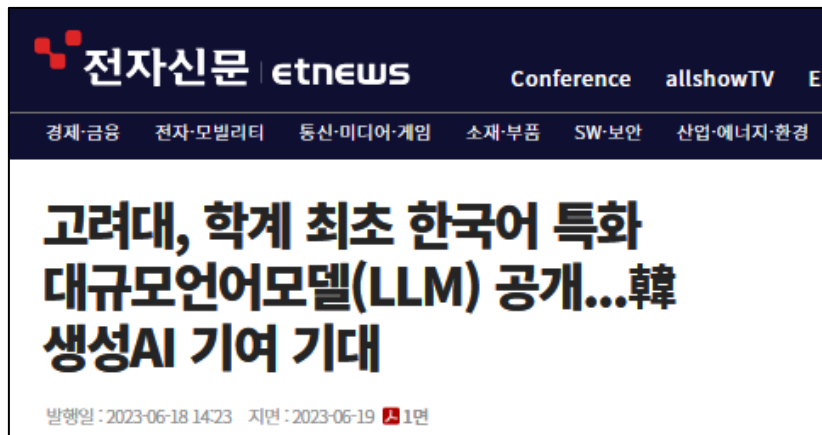 전자신문 etnews Conference allshowTV E
경제·금융 전자·모빌리티 통신·미디어·게임 소재·부품 SW·보안 산업·에너지·환경
고려대, 학계 최초 한국어 특화
대규모언어모델(LLM) 공개...韓
생성AI 기여 기대
발행일 : 2023-06-18 14:23 지면 : 2023-06-19 1면